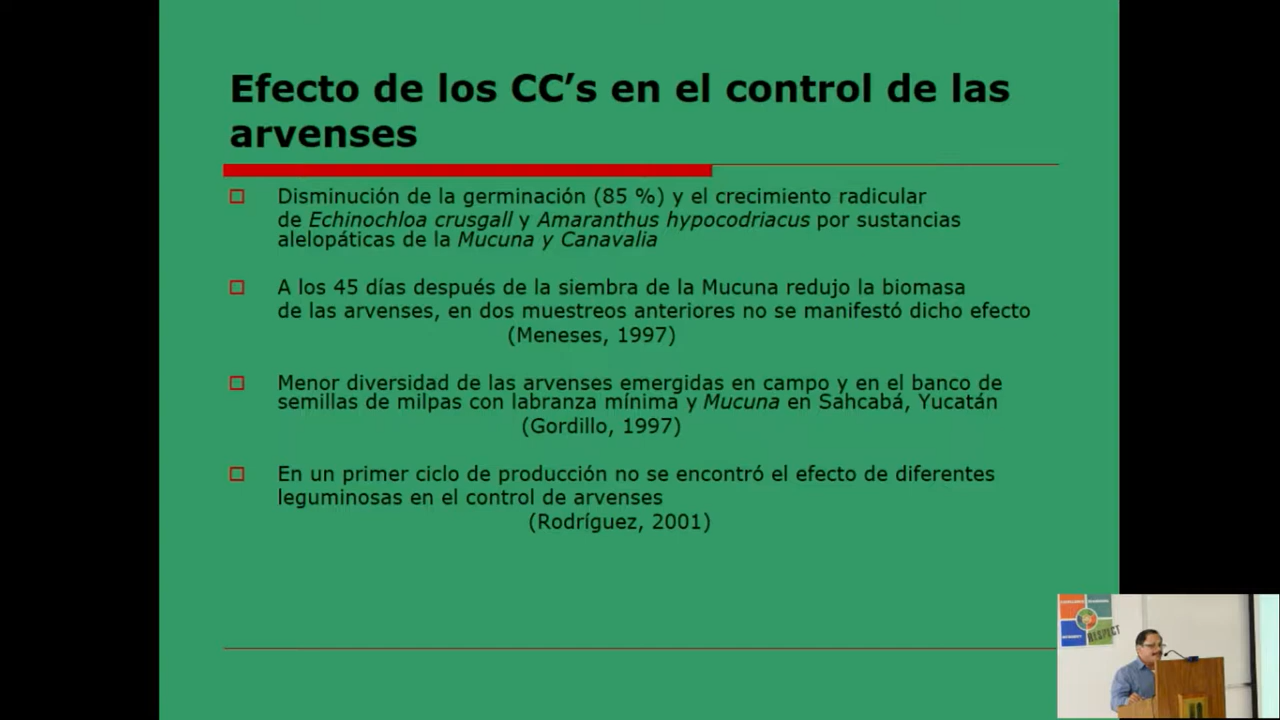 Efecto de los CC’s en el control de las
arvenses
Disminución de la germinación (85 %) y el crecimiento radicular
de Echinochloa crusgall y Amaranthus hypocodriacus por sustancias
alelopáticas de la Mucuna y Canavalia
A los 45 días después de la siembra de la Mucuna redujo la biomasa
de las arvenses, en dos muestreos anteriores no se manifestó dicho efecto
(Meneses, 1997)
Menor diversidad de las arvenses emergidas en campo y en el banco de
semillas de milpas con labranza mínima y Mucuna en Sahcabá, Yucatán
(Gordillo, 1997)
En un primer ciclo de producción no se encontró el efecto de diferentes
leguminosas en el control de arvenses
(Rodríguez, 2001)
RESPECT